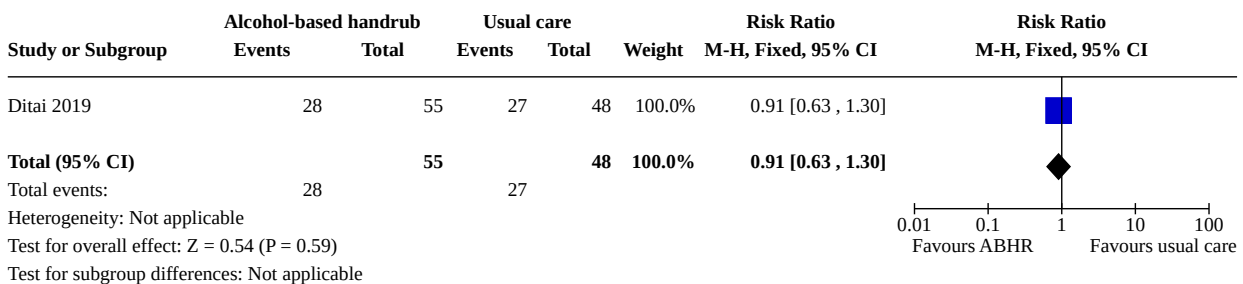 Alcohol-based handrub Usual care Risk Ratio Risk Ratio
Study or Subgroup Events Total Events Total Weight M-H, Fixed, 95% CI M-H, Fixed, 95% CI
Ditai 2019 28 55 27 48 100.0% 0.91 [0.63 , 1.30]
Total (95% CI) 55 48 100.0% 0.91 [0.63 , 1.30]
Total events: 28 27
Heterogeneity: Not applicable
0.01 0.1 1 10 100
Test for overall effect: Z = 0.54 (P = 0.59)
Favours ABHR Favours usual care
Test for subgroup differences: Not applicable